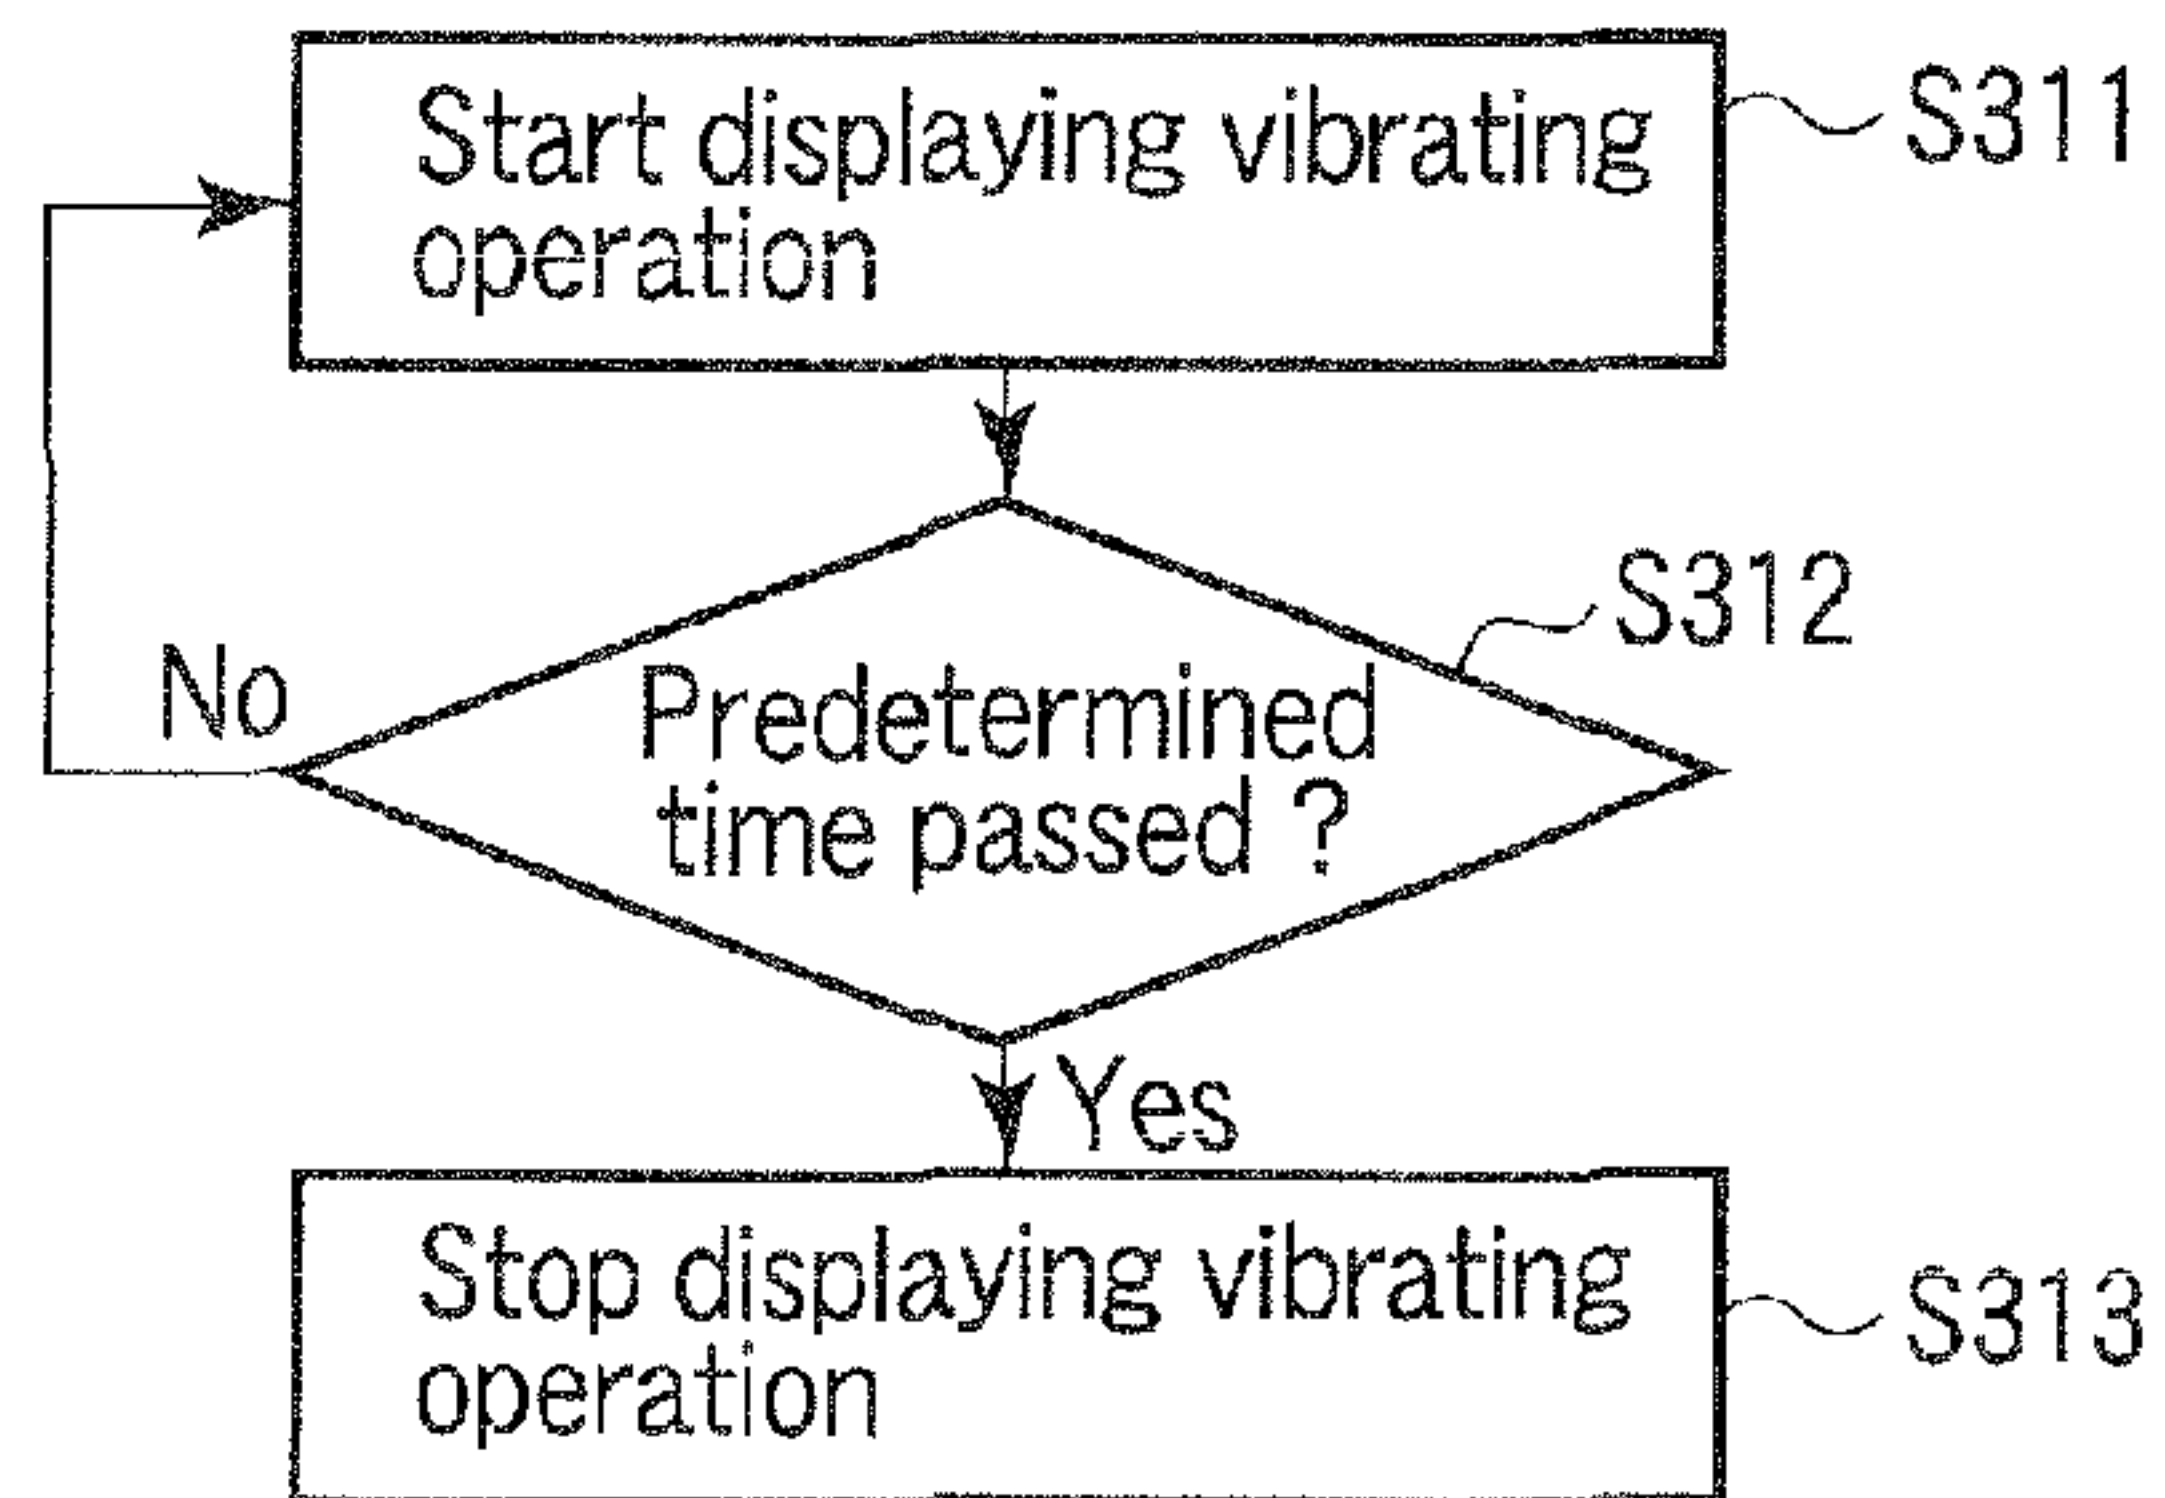 Start displaying vibrating
operation
S311
S312
No
Predetermined
time passed ?
Yes
Stop displaying vibrating
operation
S313